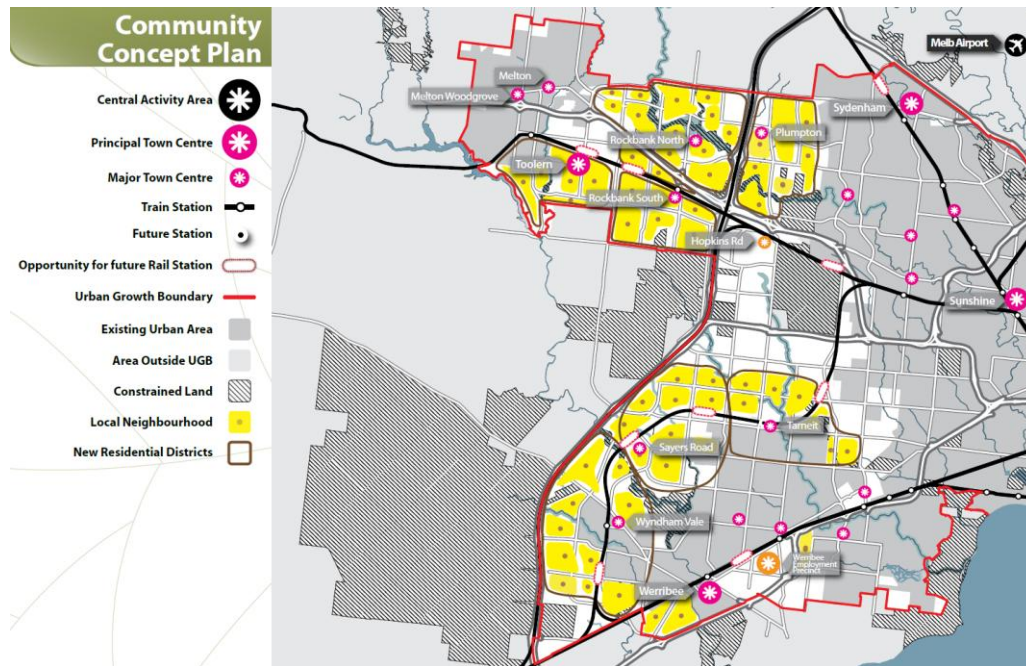 Community
Concept Plan
Central Activity Area
Principal Town Centre
Major Town Centre
Train Station
Future Station
Opportunity for future Rail Station
Urban Growth Boundary
Existing Urban Area
Area Outside UGB
Constrained Land
Local Neighbourhood
New Residential Districts
Melb Airport
Melton
Melton Woodgrove
Sydenham
Rockbank North
Plumpton
Toolern
Rockbank South
Hopkins Rd
Sunshine
Tarneit
Sayers Road
Wyndham Vale
Werribee
Employment
Precinct
Werribee